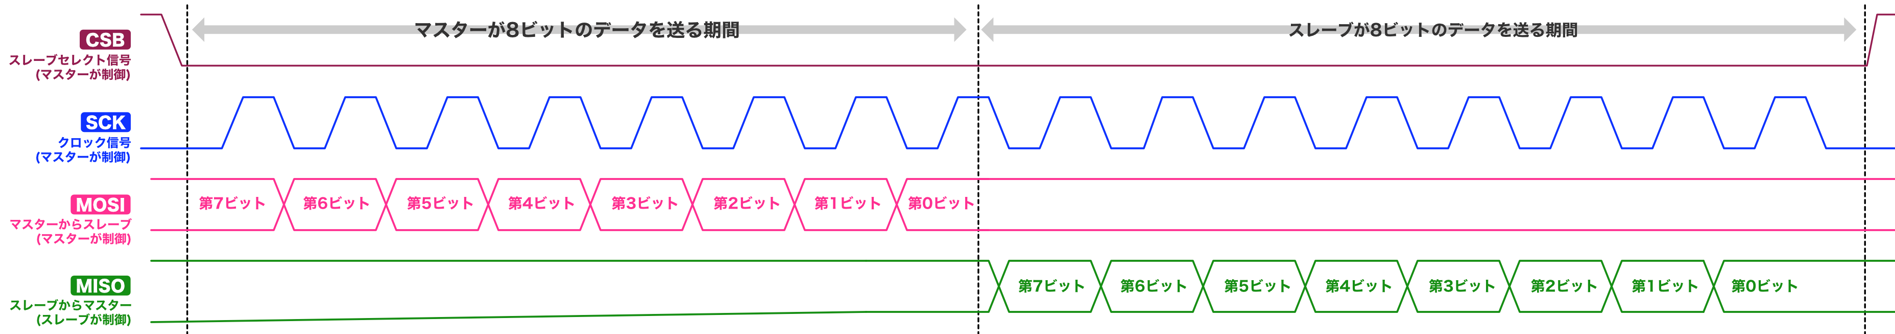 マスターが8ビットのデータを送る期間
スレーブが8ビットのデータを送る期間
CSB
スレーブセレクト信号
(マスターが制御)
SCK
クロック信号
(マスターが制御)
MOSI
マスターからスレーブ
(マスターが制御)
第7ビット 第6ビット 第5ビット 第4ビット 第3ビット 第2ビット 第1ビット 第0ビット
MISO
スレーブからマスター
(スレーブが制御)
第7ビット 第6ビット 第5ビット 第4ビット 第3ビット 第2ビット 第1ビット 第0ビット